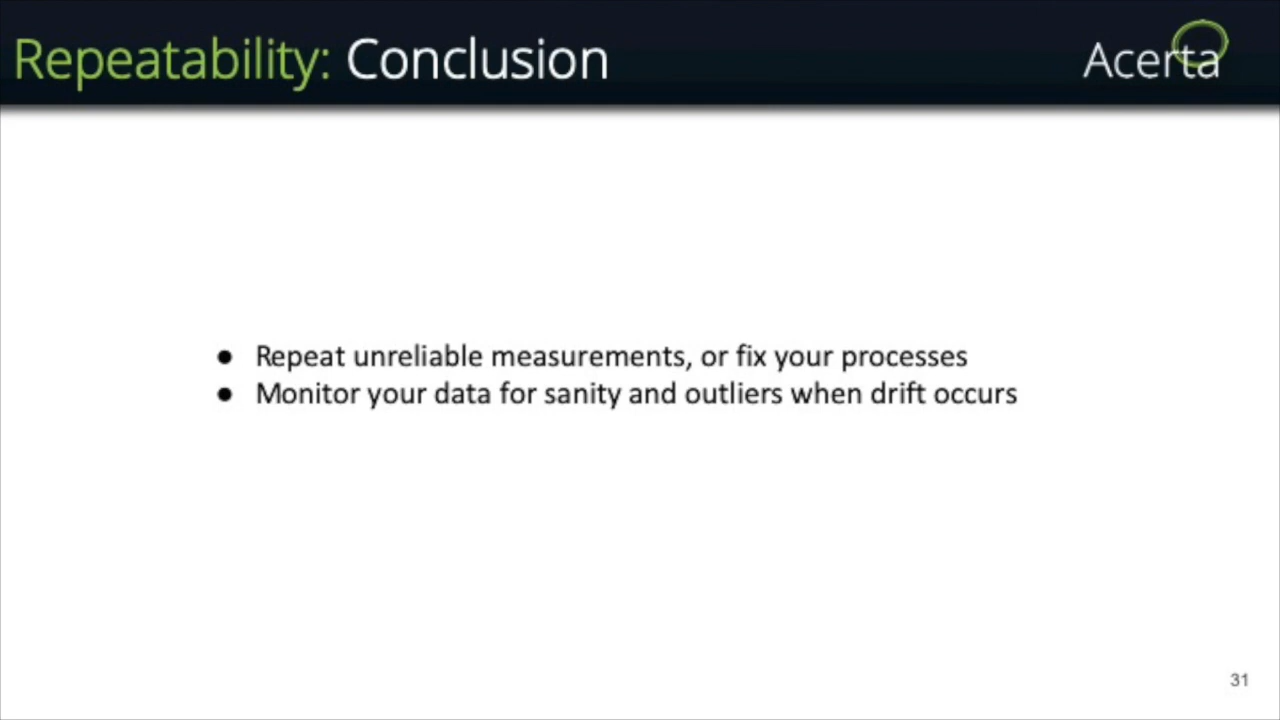 Repeatability: Conclusion
Acerta
● Repeat unreliable measurements, or fix your processes
● Monitor your data for sanity and outliers when drift occurs
31